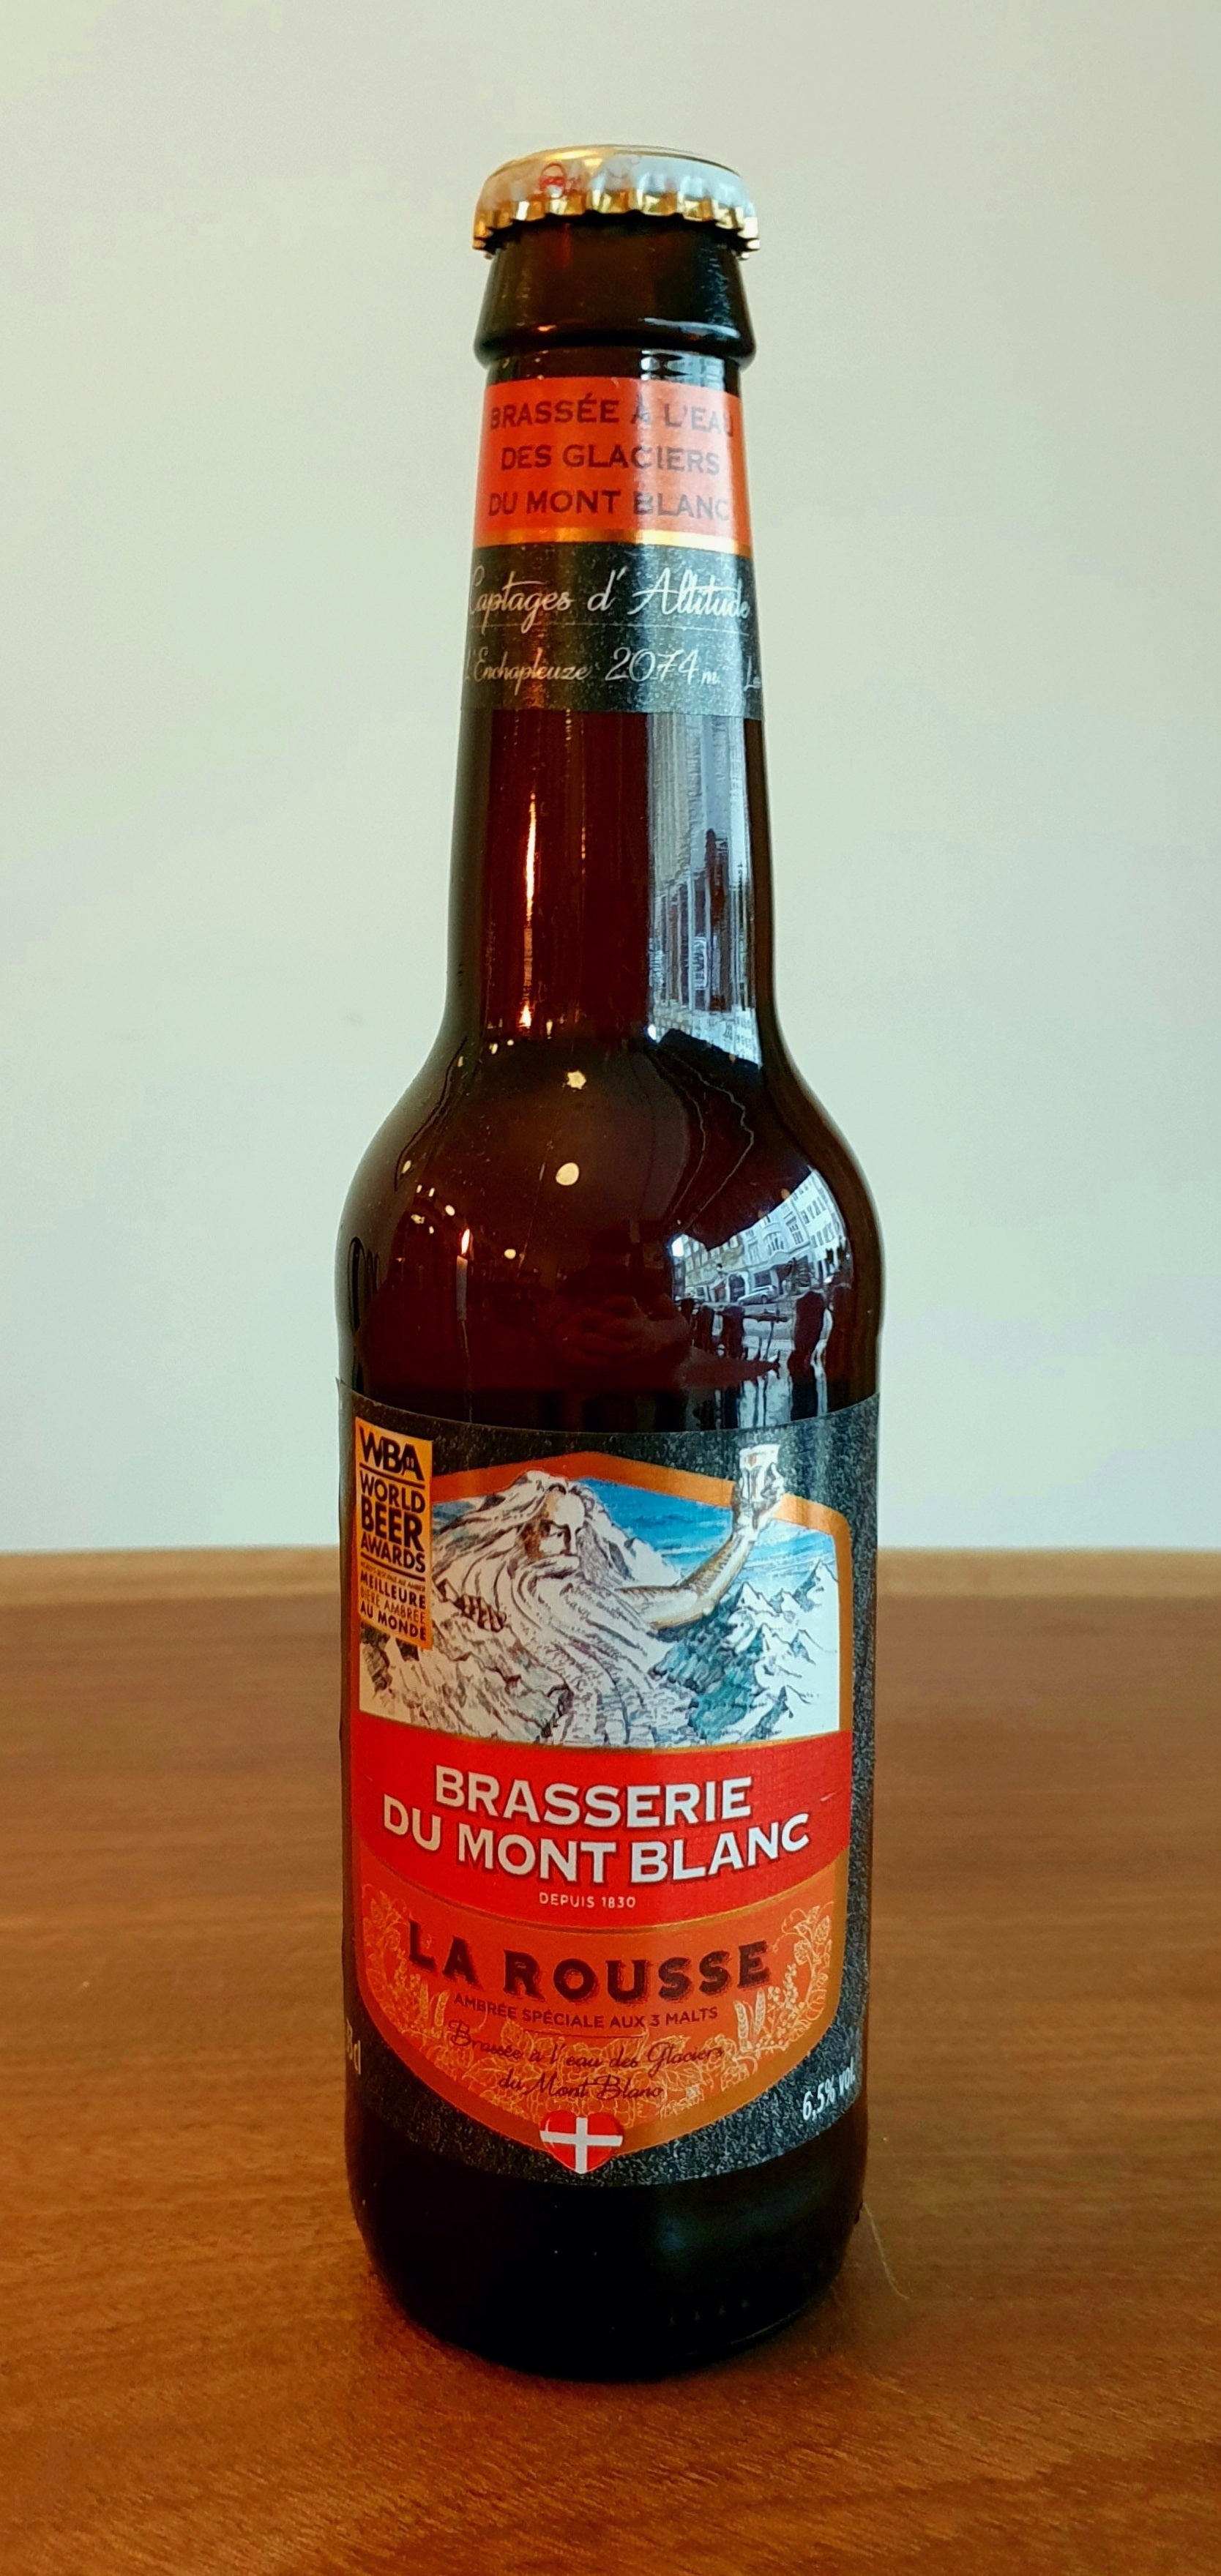 BRASSÉE À L'EAU
DES GLACIERS
DU MONT BLANC
Captages d'Altitude
L'Enchapleuze 2074 m
WBA
WORLD
BEER
AWARDS
MEILLEURE
BIÈRE AMBRÉE
AU MONDE
BRASSERIE
DU MONT BLANC
DEPUIS 1830
LA ROUSSE
AMBRÉE SPÉCIALE AUX 3 MALTS
Brassée à l'eau des Glaciers
du Mont Blanc
6,5% vol